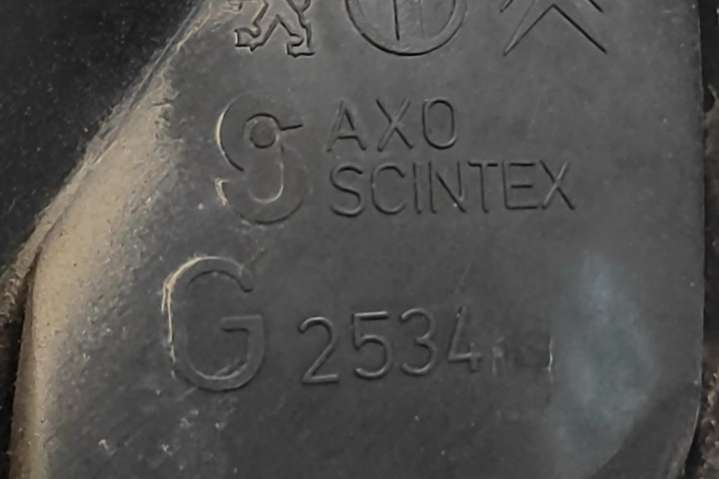 AXO
SCINTEX
G 2534